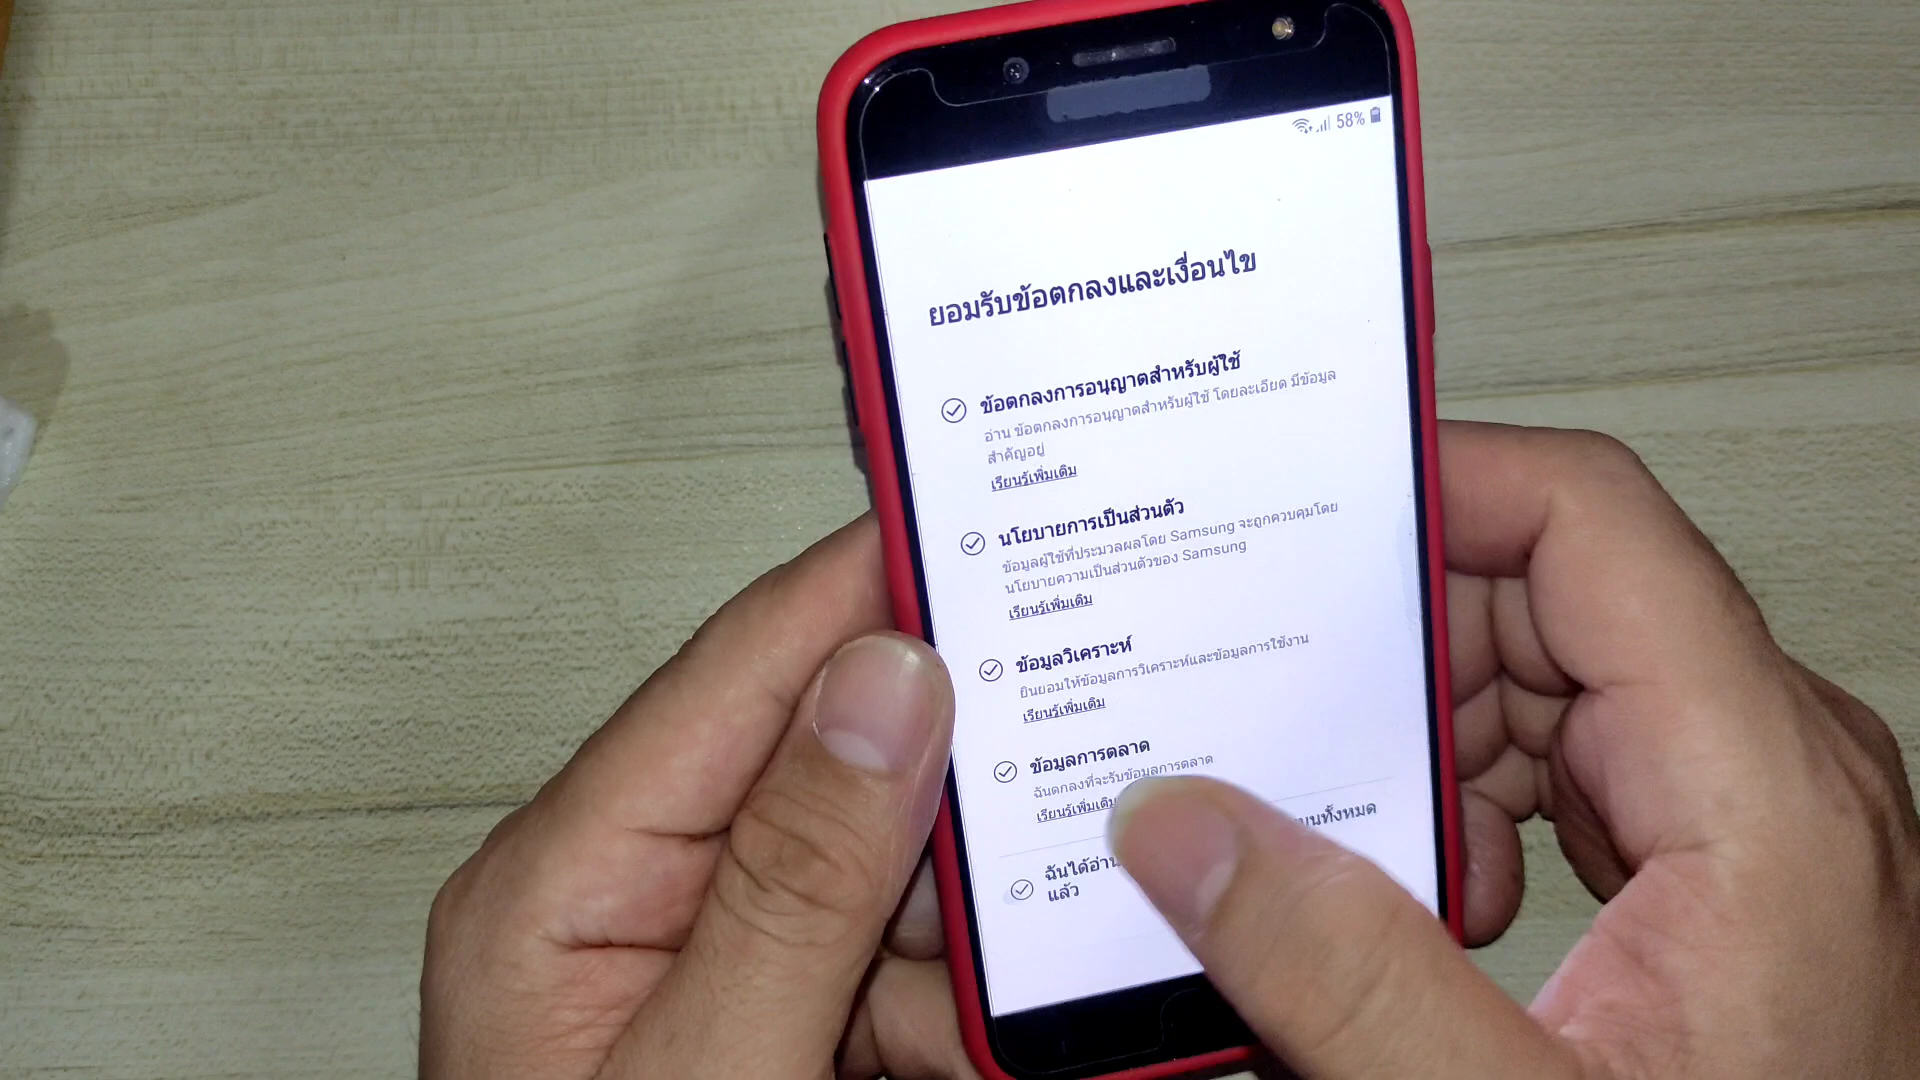 58%
ยอมรับข้อตกลงและเงื่อนไข
ข้อตกลงการอนุญาตสำหรับผู้ใช้
อ่าน ข้อตกลงการอนุญาตสำหรับผู้ใช้ โดยละเอียด มีข้อมูล
สำคัญอยู่
เรียนรู้เพิ่มเติม
นโยบายการเป็นส่วนตัว
ข้อมูลผู้ใช้ที่ประมวลผลโดย Samsung จะถูกควบคุมโดย
นโยบายความเป็นส่วนตัวของ Samsung
เรียนรู้เพิ่มเติม
ข้อมูลวิเคราะห์
ยินยอมให้ข้อมูลการวิเคราะห์และข้อมูลการใช้งาน
เรียนรู้เพิ่มเติม
ข้อมูลการตลาด
ฉันตกลงที่จะรับข้อมูลการตลาด
เรียนรู้เพิ่มเติม
ฉันได้อ่าน บนทั้งหมด
แล้ว